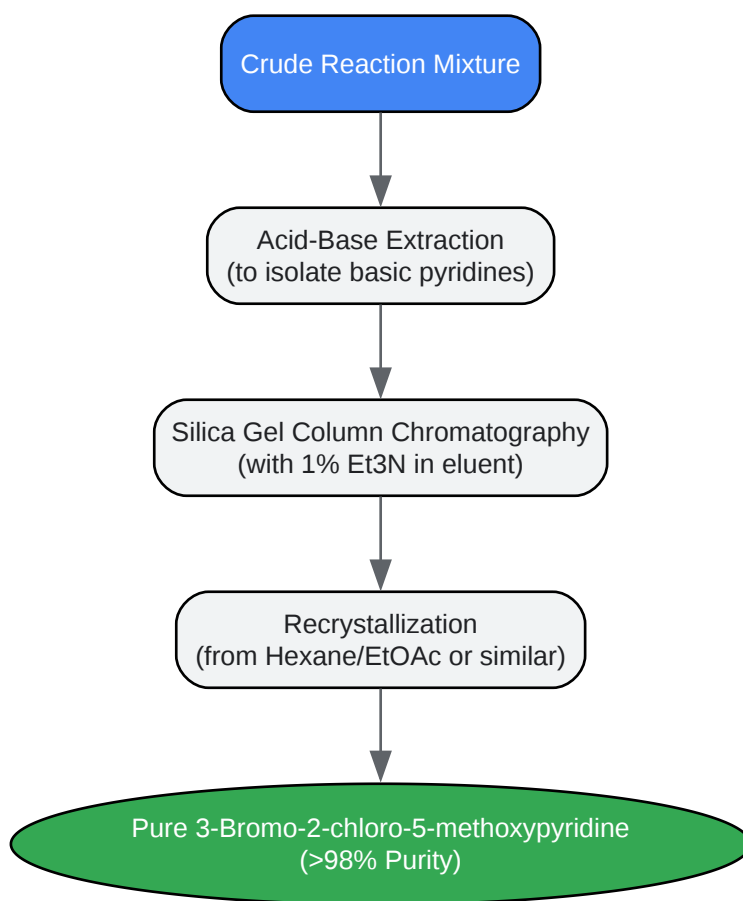 Crude Reaction Mixture
Acid-Base Extraction
(to isolate basic pyridines)
Silica Gel Column Chromatography
(with 1% Et3N in eluent)
Recrystallization
(from Hexane/EtOAc or similar)
Pure 3-Bromo-2-chloro-5-methoxypyridine
(>98% Purity)